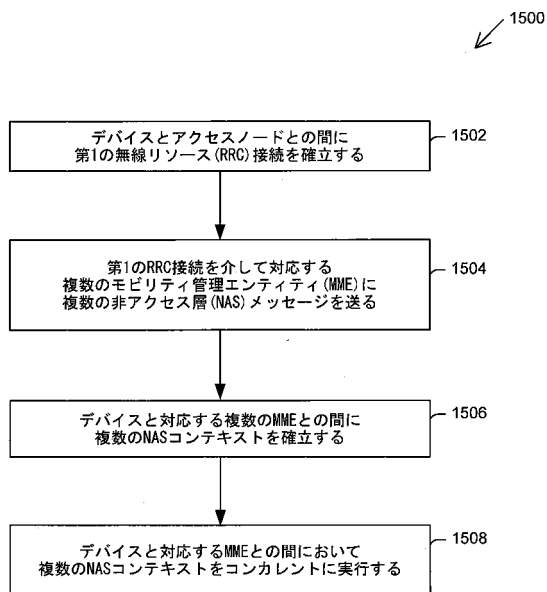 1500
デバイスとアクセスノードとの間に
第1の無線リソース(RRC)接続を確立する
1502
第1のRRC接続を介して対応する
複数のモビリティ管理エンティティ(MME)に
複数の非アクセス層(NAS)メッセージを送る
1504
デバイスと対応する複数のMMEとの間に
複数のNASコンテキストを確立する
1506
デバイスと対応するMMEとの間において
複数のNASコンテキストをコンカレントに実行する
1508